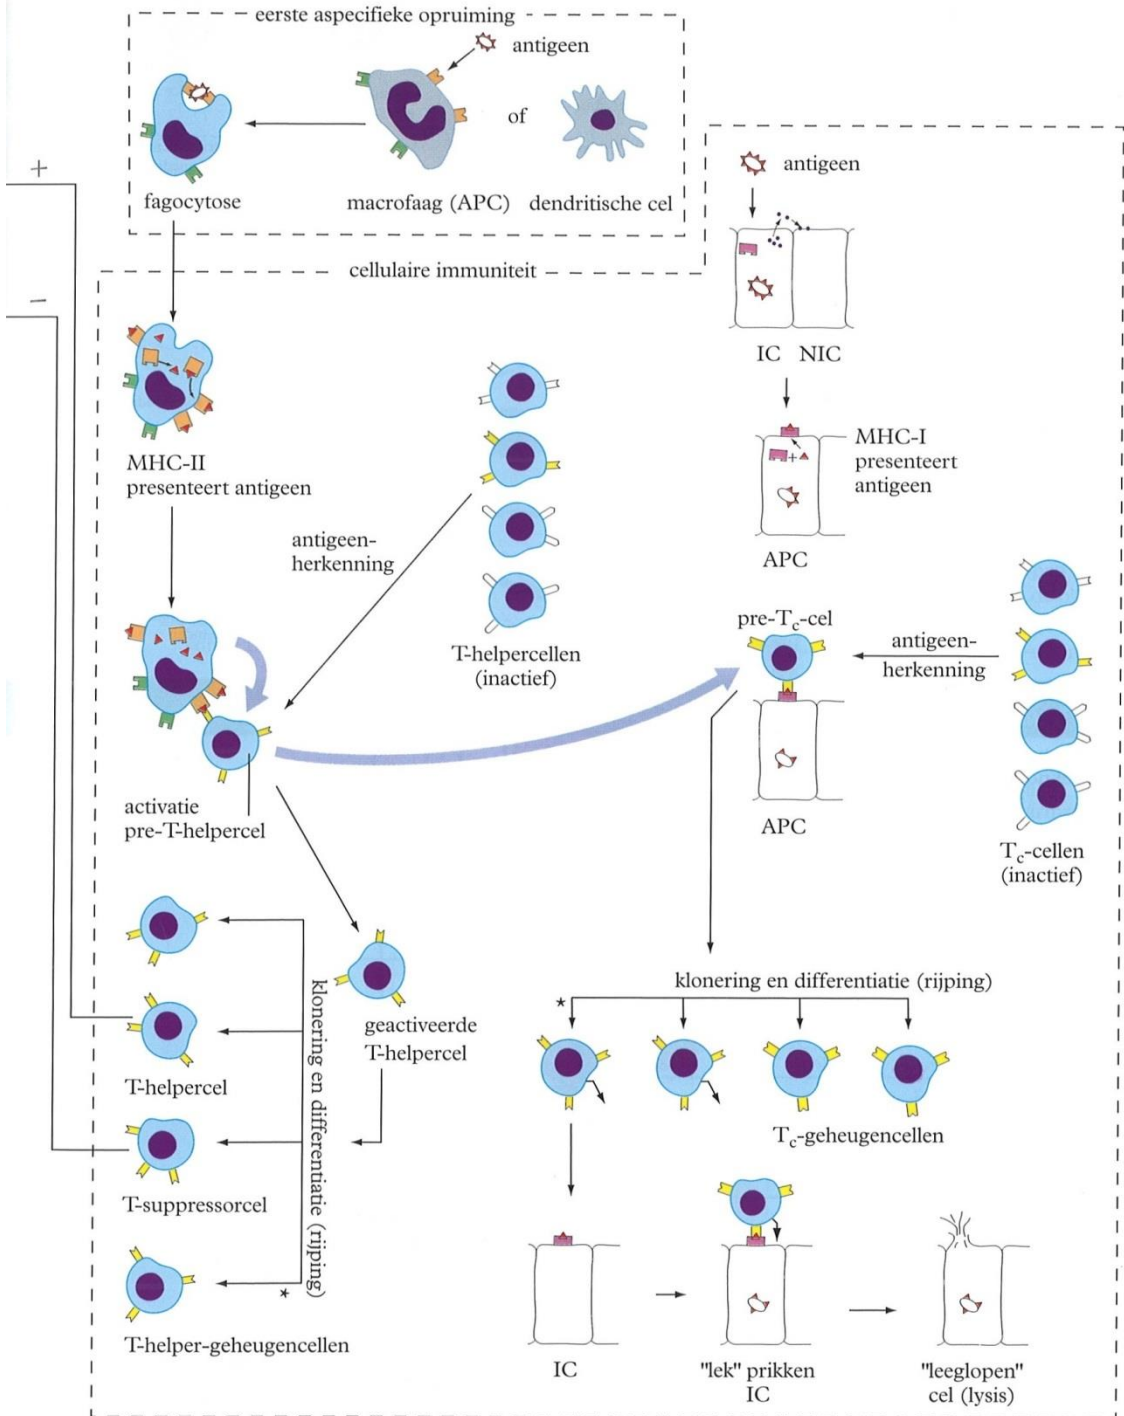 eerste aspecifieke opruiming
antigeen
of
fagocytose
macrofaag (APC)
dendritische cel
+
−
antigeen
IC
NIC
cellulaire immuniteit
MHC-II
presenteert antigeen
antigeen-
herkenning
T-helpercellen
(inactief)
+
MHC-I
presenteert
antigeen
APC
pre-Tc-cel
antigeen-
herkenning
APC
Tc-cellen
(inactief)
activatie
pre-T-helpercel
geactiveerde
T-helpercel
klonering en differentiatie (rijping)
*
T-helpercel
T-suppressorcel
T-helper-geheugencellen
klonering en differentiatie (rijping)
*
Tc-geheugencellen
IC
"lek" prikken
IC
"leeglopen"
cel (lysis)